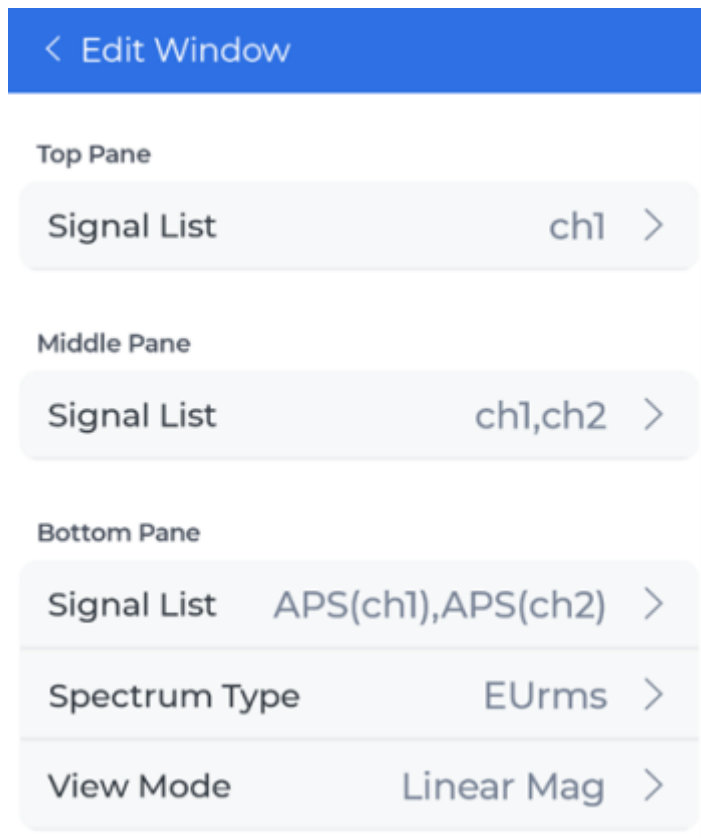 Edit Window
Top Pane
Signal List ch1
Middle Pane
Signal List ch1,ch2
Bottom Pane
Signal List APS(ch1),APS(ch2)
Spectrum Type EUrms
View Mode Linear Mag